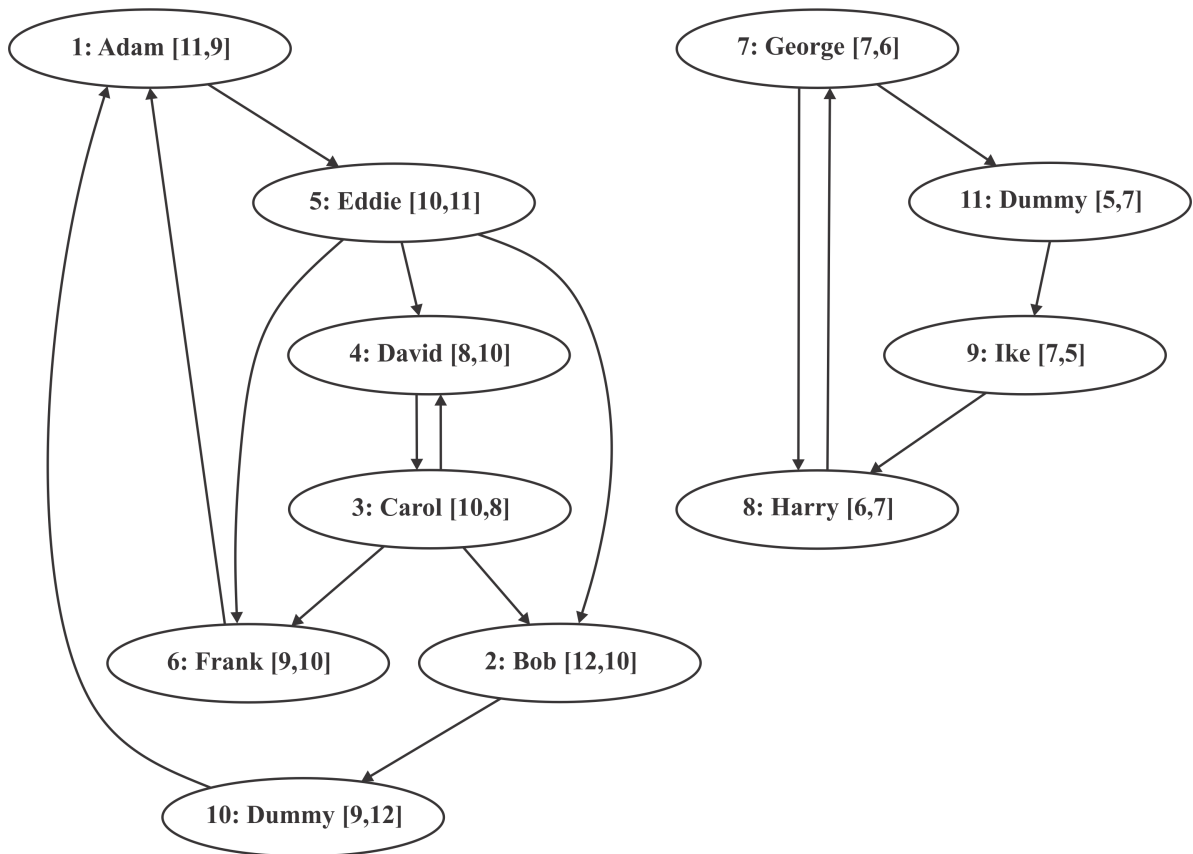 1: Adam [11,9]
7: George [7,6]
5: Eddie [10,11]
11: Dummy [5,7]
4: David [8,10]
9: Ike [7,5]
3: Carol [10,8]
8: Harry [6,7]
6: Frank [9,10]
2: Bob [12,10]
10: Dummy [9,12]